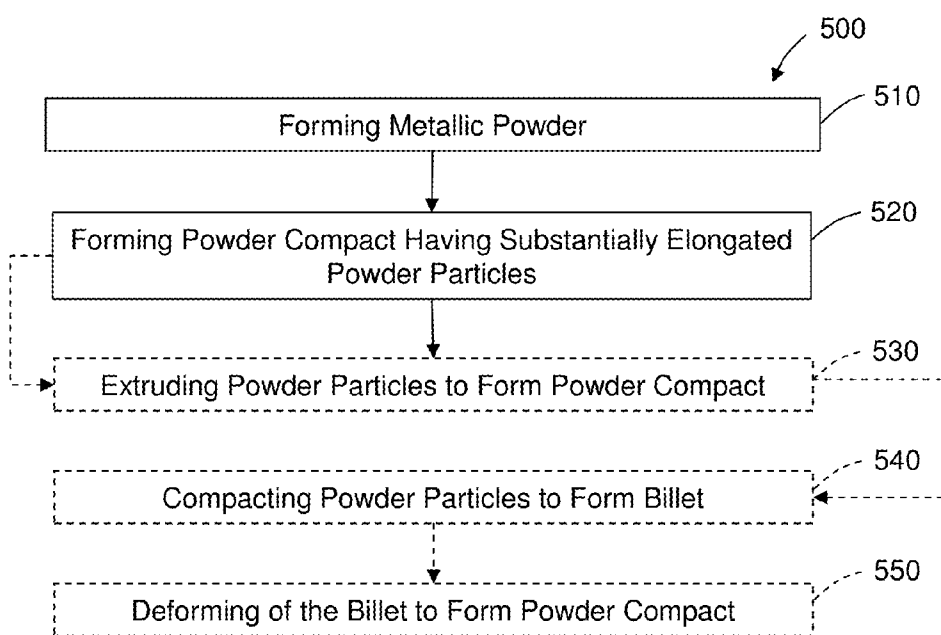 500
510
Forming Metallic Powder
520
Forming Powder Compact Having Substantially Elongated
Powder Particles
530
Extruding Powder Particles to Form Powder Compact
540
Compacting Powder Particles to Form Billet
550
Deforming of the Billet to Form Powder Compact